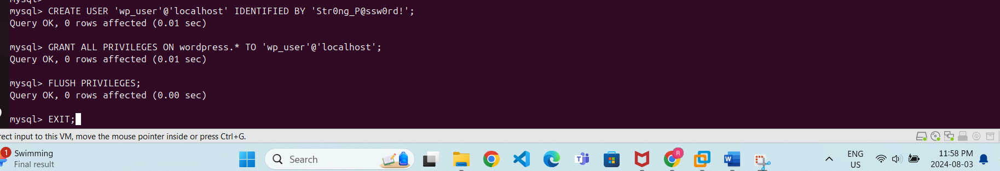 mysql>
mysql> CREATE USER 'wp_user'@'localhost' IDENTIFIED BY 'Str0ng_P@ssw0rd!';
Query OK, 0 rows affected (0.01 sec)
mysql> GRANT ALL PRIVILEGES ON wordpress.* TO 'wp_user'@'localhost';
Query OK, 0 rows affected (0.01 sec)
mysql> FLUSH PRIVILEGES;
Query OK, 0 rows affected (0.00 sec)
mysql> EXIT;
rect input to this VM, move the mouse pointer inside or press Ctrl+G.
1
Swimming
Final result
Search
R
ENG
US
11:58 PM
2024-08-03